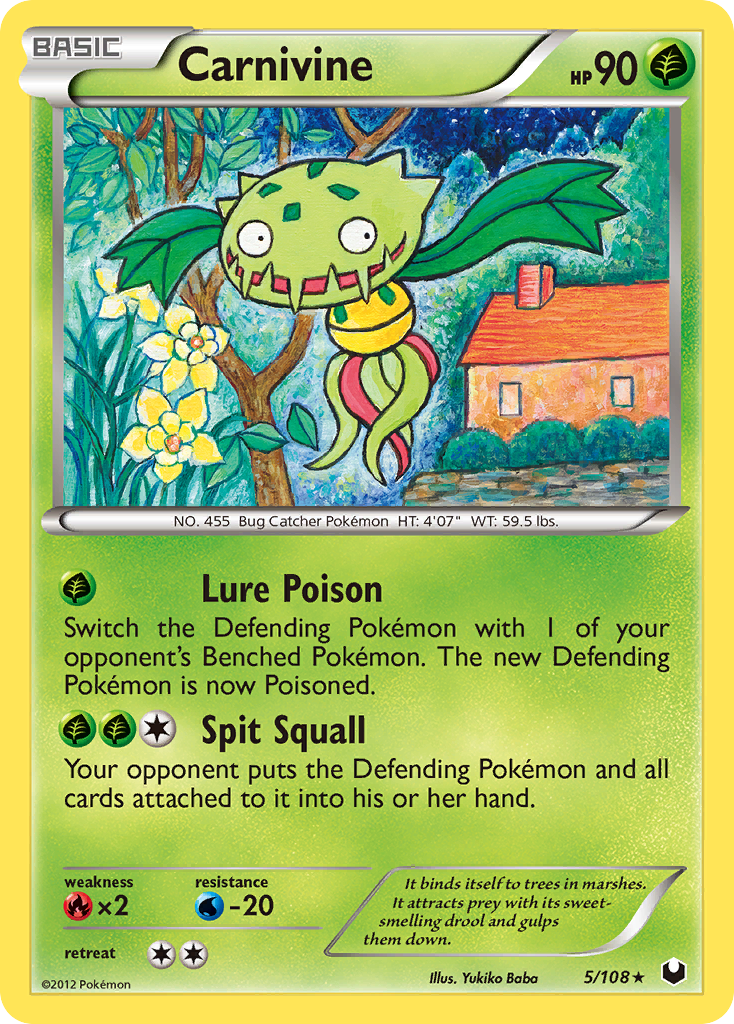 BASIC
Carnivine
HP 90
NO. 455 Bug Catcher Pokémon HT: 4'07" WT: 59.5 lbs.
Lure Poison
Switch the Defending Pokémon with 1 of your
opponent's Benched Pokémon. The new Defending
Pokémon is now Poisoned.
Spit Squall
Your opponent puts the Defending Pokémon and all
cards attached to it into his or her hand.
weakness
×2
resistance
-20
retreat
It binds itself to trees in marshes.
It attracts prey with its sweet-
smelling drool and gulps
them down.
©2012 Pokémon
Illus. Yukiko Baba
5/108★